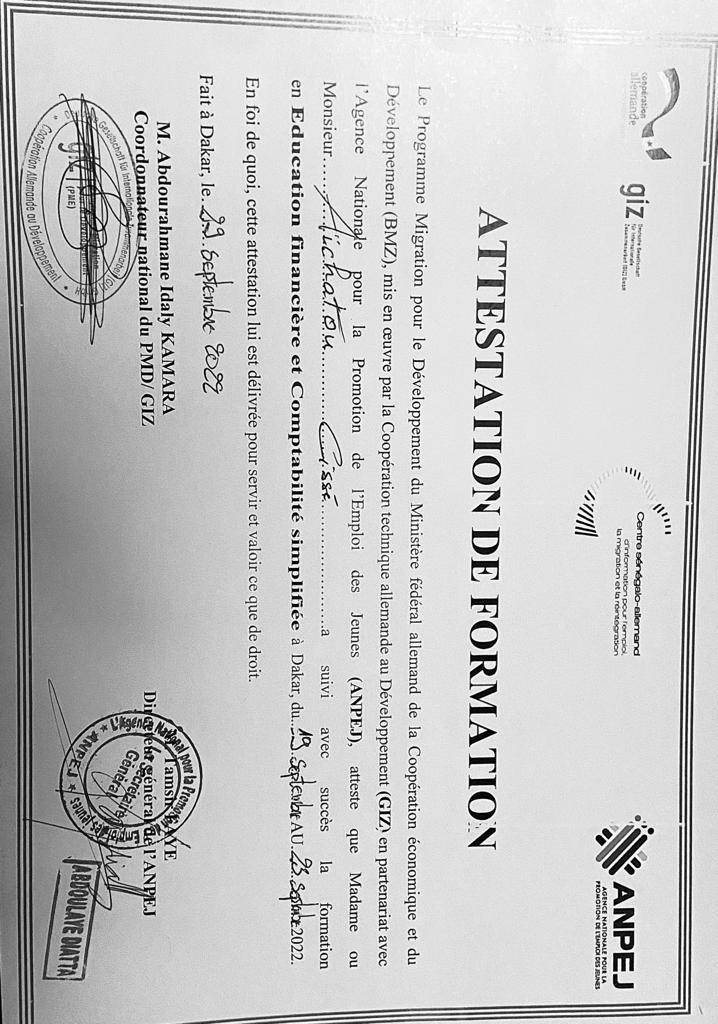 coopération
allemande
giz Deutsche Gesellschaft
für Internationale
Zusammenarbeit (GIZ) GmbH
Centre sénégalo-allemand
d'information pour l'emploi,
la migration et la réintégration
ANPEJ
AGENCE NATIONALE POUR LA
PROMOTION DE L'EMPLOI DES JEUNES
ATTESTATION DE FORMATION
Le Programme Migration pour le Développement du Ministère fédéral allemand de la Coopération économique et du
Développement (BMZ), mis en œuvre par la Coopération technique allemande au Développement (GIZ) en partenariat avec
l'Agence Nationale pour la Promotion de l'Emploi des Jeunes (ANPEJ), atteste que Madame ou
Monsieur......Aichatou............Cissé......................a suivi avec succès la formation
en Education financière et Comptabilité simplifiée à Dakar, du..19 Septembre AU..23 Septembre 2022.
En foi de quoi, cette attestation lui est délivrée pour servir et valoir ce que de droit.
Fait à Dakar, le..29. Septembre 2022
M. Abdourahmane Idaly KAMARA
Coordonnateur national du PMD/ GIZ
Gesellschaft für Internationale Zusammenarbeit (GIZ) GmbH
giz
(PME)
Coopération Allemande au Développement
Tamsir FAYE
Directeur général de l'ANPEJ
L'Agence National pour la Promotion
Emploi des Jeunes
* ANPEJ *
Le Secrétaire
Général
ABDOULAYE DIATTA